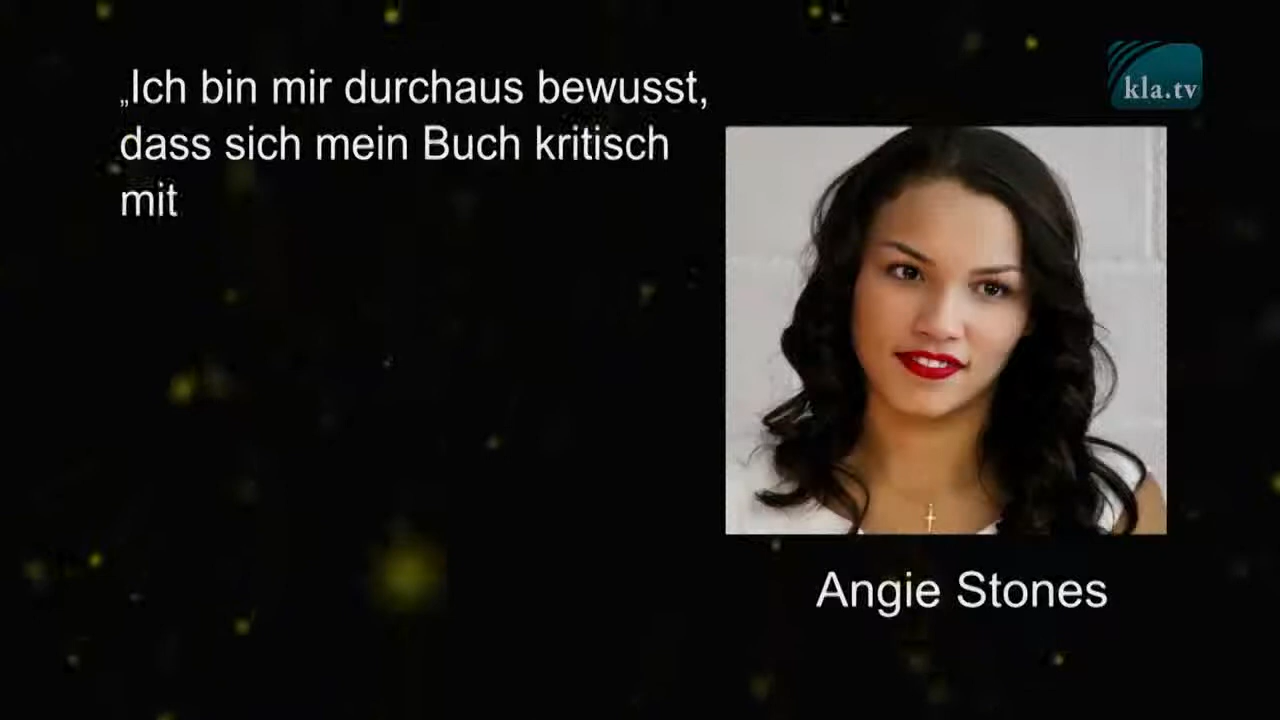 „Ich bin mir durchaus bewusst,
dass sich mein Buch kritisch
mit
kla.tv
Angie Stones